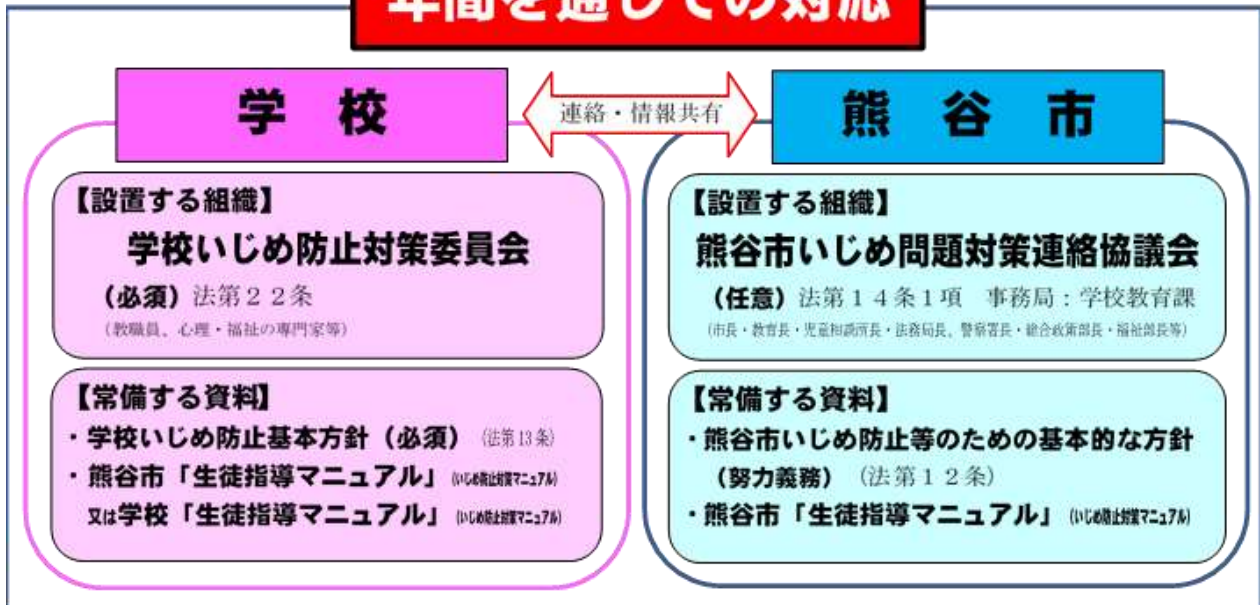 年間を通しての対応
学　校
連絡・情報共有
熊　谷　市
【設置する組織】
学校いじめ防止対策委員会
（必須）法第２２条
（教職員、心理・福祉の専門家等）
【常備する資料】
・学校いじめ防止基本方針（必須）（法第13条）
・熊谷市「生徒指導マニュアル」（いじめ防止対策マニュアル）
又は学校「生徒指導マニュアル」（いじめ防止対策マニュアル）
【設置する組織】
熊谷市いじめ問題対策連絡協議会
（任意）法第１４条１項　事務局：学校教育課
（市長・教育長・児童相談所長・法務局長、警察署長・総合政策部長・福祉部長等）
【常備する資料】
・熊谷市いじめ防止等のための基本的な方針
（努力義務）（法第１２条）
・熊谷市「生徒指導マニュアル」（いじめ防止対策マニュアル）